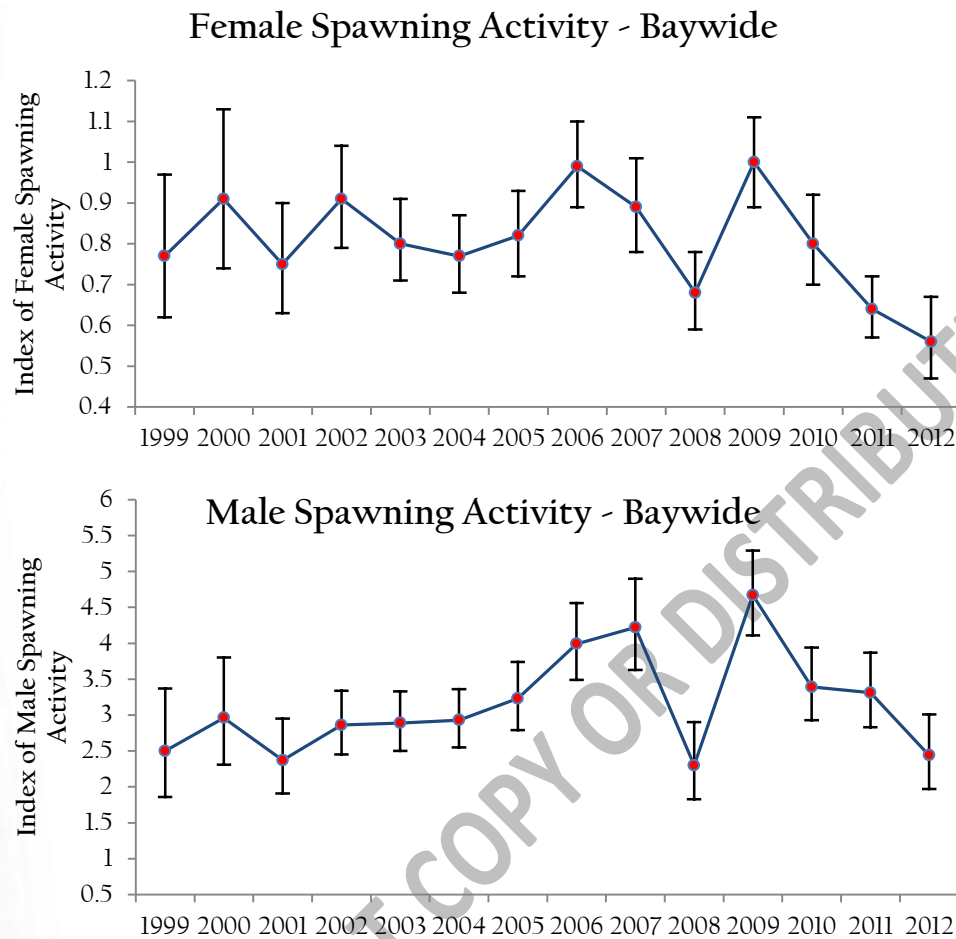 Female Spawning Activity - Baywide
Index of Female Spawning
Activity
1.2
1.1
1
0.9
0.8
0.7
0.6
0.5
0.4
1999 2000 2001 2002 2003 2004 2005 2006 2007 2008 2009 2010 2011 2012
Male Spawning Activity - Baywide
Index of Male Spawning
Activity
6
5.5
5
4.5
4
3.5
3
2.5
2
1.5
1
0.5
1999 2000 2001 2002 2003 2004 2005 2006 2007 2008 2009 2010 2011 2012
T COPY OR DISTRIBUT